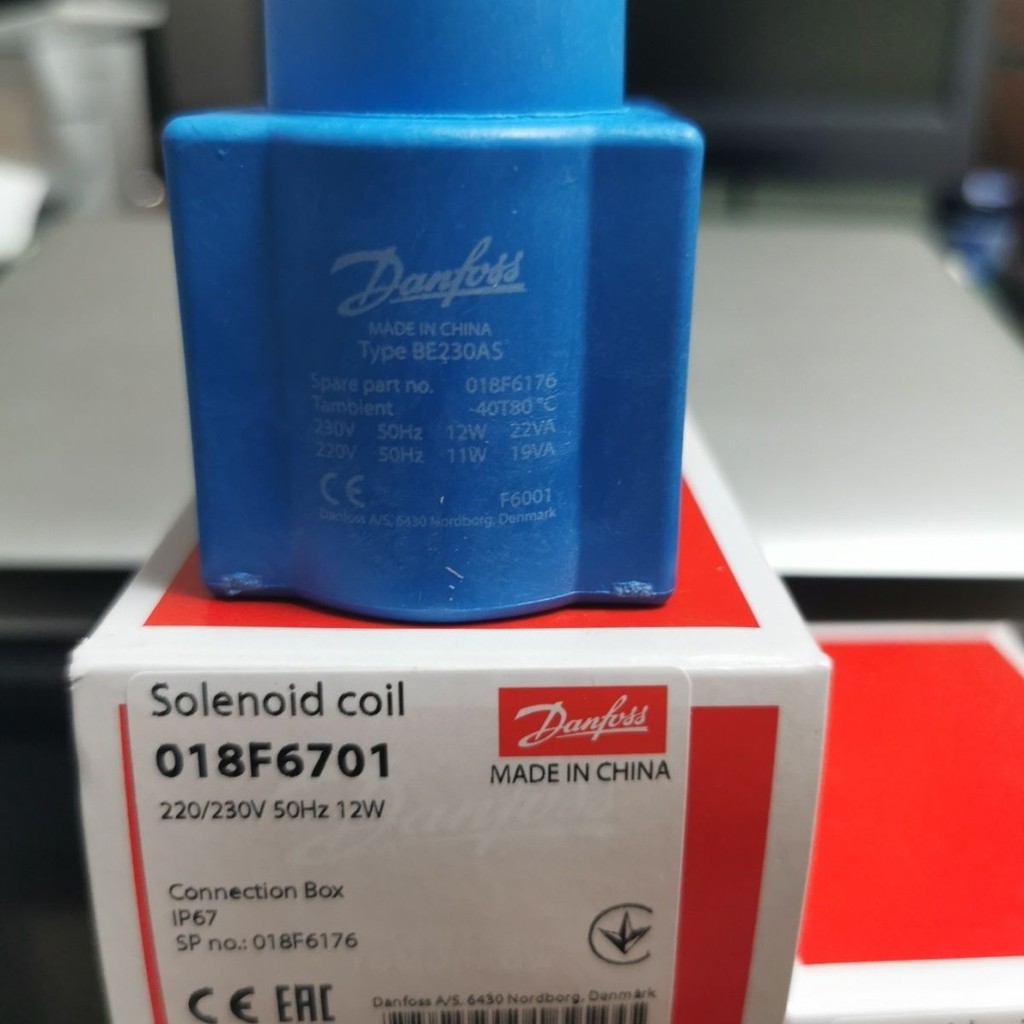 Danfoss
MADE IN CHINA
Type BE230AS
Spare part no. 018F6176
Tambient -40T80 °C
230V 50Hz 12W 22VA
220V 50Hz 11W 19VA
CE F6001
Danfoss A/S, 6430 Nordborg, Denmark
Solenoid coil
Danfoss
018F6701
MADE IN CHINA
220/230V 50Hz 12W
Danfoss
Connection Box
IP67
SP no.: 018F6176
CE EAC
Danfoss A/S, 6430 Nordborg, Denmark